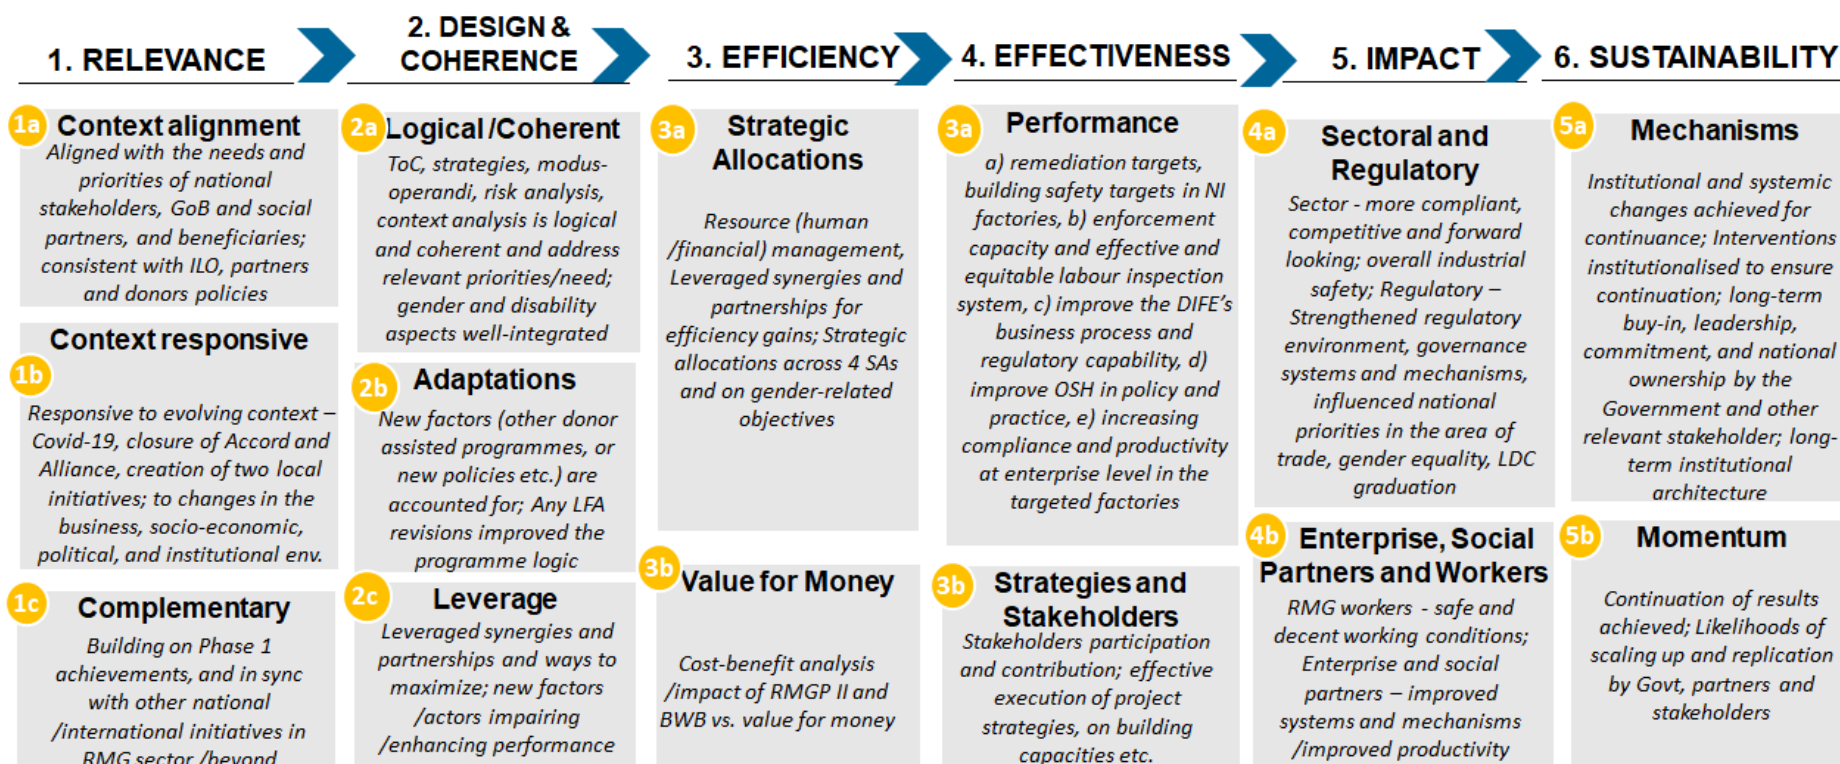 1. RELEVANCE
2. DESIGN &
COHERENCE
3. EFFICIENCY
4. EFFECTIVENESS
5. IMPACT
6. SUSTAINABILITY
1a
Context alignment
Aligned with the needs and
priorities of national
stakeholders, GoB and social
partners, and beneficiaries;
consistent with ILO, partners
and donors policies
1b
Context responsive
Responsive to evolving context –
Covid-19, closure of Accord and
Alliance, creation of two local
initiatives; to changes in the
business, socio-economic,
political, and institutional env.
1c
Complementary
Building on Phase 1
achievements, and in sync
with other national
/international initiatives in
RMG sector /beyond
2a
Logical /Coherent
ToC, strategies, modus-
operandi, risk analysis,
context analysis is logical
and coherent and address
relevant priorities/need;
gender and disability
aspects well-integrated
2b
Adaptations
New factors (other donor
assisted programmes, or
new policies etc.) are
accounted for; Any LFA
revisions improved the
programme logic
2c
Leverage
Leveraged synergies and
partnerships and ways to
maximize; new factors
/actors impairing
/enhancing performance
3a
Strategic
Allocations
Resource (human
/financial) management,
Leveraged synergies and
partnerships for
efficiency gains; Strategic
allocations across 4 SAs
and on gender-related
objectives
3b
Value for Money
Cost-benefit analysis
/impact of RMGP II and
BWB vs. value for money
3a
Performance
a) remediation targets,
building safety targets in NI
factories, b) enforcement
capacity and effective and
equitable labour inspection
system, c) improve the DIFE's
business process and
regulatory capability, d)
improve OSH in policy and
practice, e) increasing
compliance and productivity
at enterprise level in the
targeted factories
3b
Strategies and
Stakeholders
Stakeholders participation
and contribution; effective
execution of project
strategies, on building
capacities etc.
4a
Sectoral and
Regulatory
Sector - more compliant,
competitive and forward
looking; overall industrial
safety; Regulatory –
Strengthened regulatory
environment, governance
systems and mechanisms,
influenced national
priorities in the area of
trade, gender equality, LDC
graduation
4b
Enterprise, Social
Partners and Workers
RMG workers - safe and
decent working conditions;
Enterprise and social
partners – improved
systems and mechanisms
/improved productivity
5a
Mechanisms
Institutional and systemic
changes achieved for
continuance; Interventions
institutionalised to ensure
continuation; long-term
buy-in, leadership,
commitment, and national
ownership by the
Government and other
relevant stakeholder; long-
term institutional
architecture
5b
Momentum
Continuation of results
achieved; Likelihoods of
scaling up and replication
by Govt, partners and
stakeholders